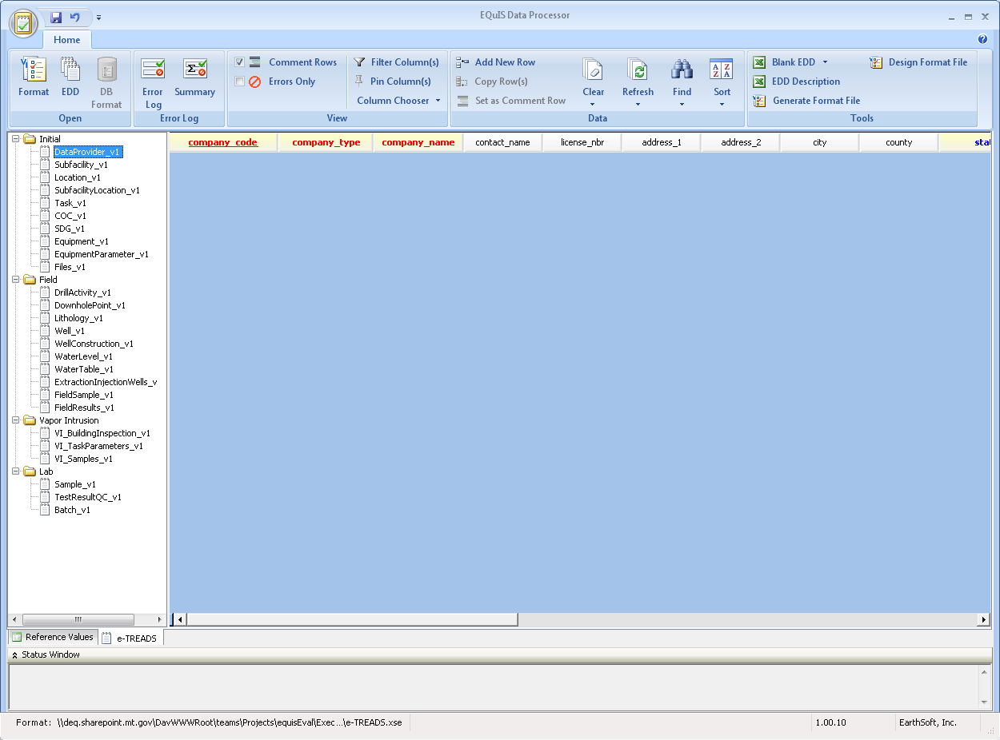 EQuIS Data Processor
Home
Format
EDD
DB Format
Open
Error Log
Summary
Error Log
Comment Rows
Errors Only
Filter Column(s)
Pin Column(s)
Column Chooser
View
Add New Row
Copy Row(s)
Set as Comment Row
Clear
Refresh
Find
Sort
Data
Blank EDD
EDD Description
Generate Format File
Design Format File
Tools
Initial
DataProvider_v1
Subfacility_v1
Location_v1
SubfacilityLocation_v1
Task_v1
COC_v1
SDG_v1
Equipment_v1
EquipmentParameter_v1
Files_v1
Field
DrillActivity_v1
DownholePoint_v1
Lithology_v1
Well_v1
WellConstruction_v1
WaterLevel_v1
WaterTable_v1
ExtractionInjectionWells_v
FieldSample_v1
FieldResults_v1
Vapor Intrusion
VI_BuildingInspection_v1
VI_TaskParameters_v1
VI_Samples_v1
Lab
Sample_v1
TestResultQC_v1
Batch_v1
company_code company_type company_name contact_name license_nbr address_1 address_2 city county stat
Reference Values e-TREADS
Status Window
Format: \\deq.sharepoint.mt.gov\DavWWWRoot\teams\Projects\equisEval\Exec ...\e-TREADS.xse 1.00.10 EarthSoft, Inc.